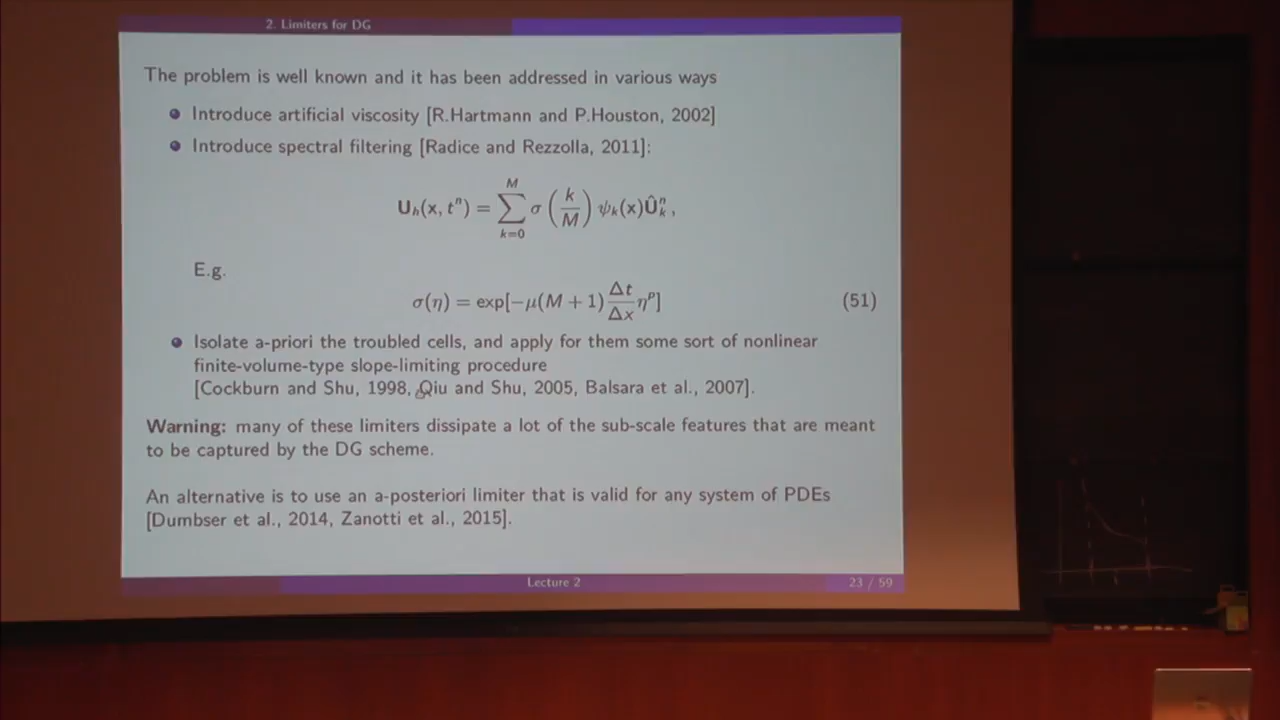 2. Limiters for DG
The problem is well known and it has been addressed in various ways
Introduce artificial viscosity [R.Hartmann and P.Houston, 2002]
Introduce spectral filtering [Radice and Rezzolla, 2011]:
U_h(x, t^n) = \sum_{k=0}^{M} σ(k/M) ψ_k(x) Û_k^n,
E.g.
σ(η) = exp[−μ(M + 1) Δt/Δx η^p] (51)
Isolate a-priori the troubled cells, and apply for them some sort of nonlinear
finite-volume-type slope-limiting procedure
[Cockburn and Shu, 1998, Qiu and Shu, 2005, Balsara et al., 2007].
Warning: many of these limiters dissipate a lot of the sub-scale features that are meant
to be captured by the DG scheme.
An alternative is to use an a-posteriori limiter that is valid for any system of PDEs
[Dumbser et al., 2014, Zanotti et al., 2015].
Lecture 2
23 / 59